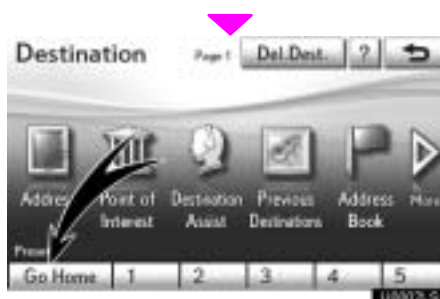 Destination Page 1 Del.Dest. ?
Address Point of Interest Destination Assist Previous Destinations Address Book More
Preset
Go Home 1 2 3 4 5